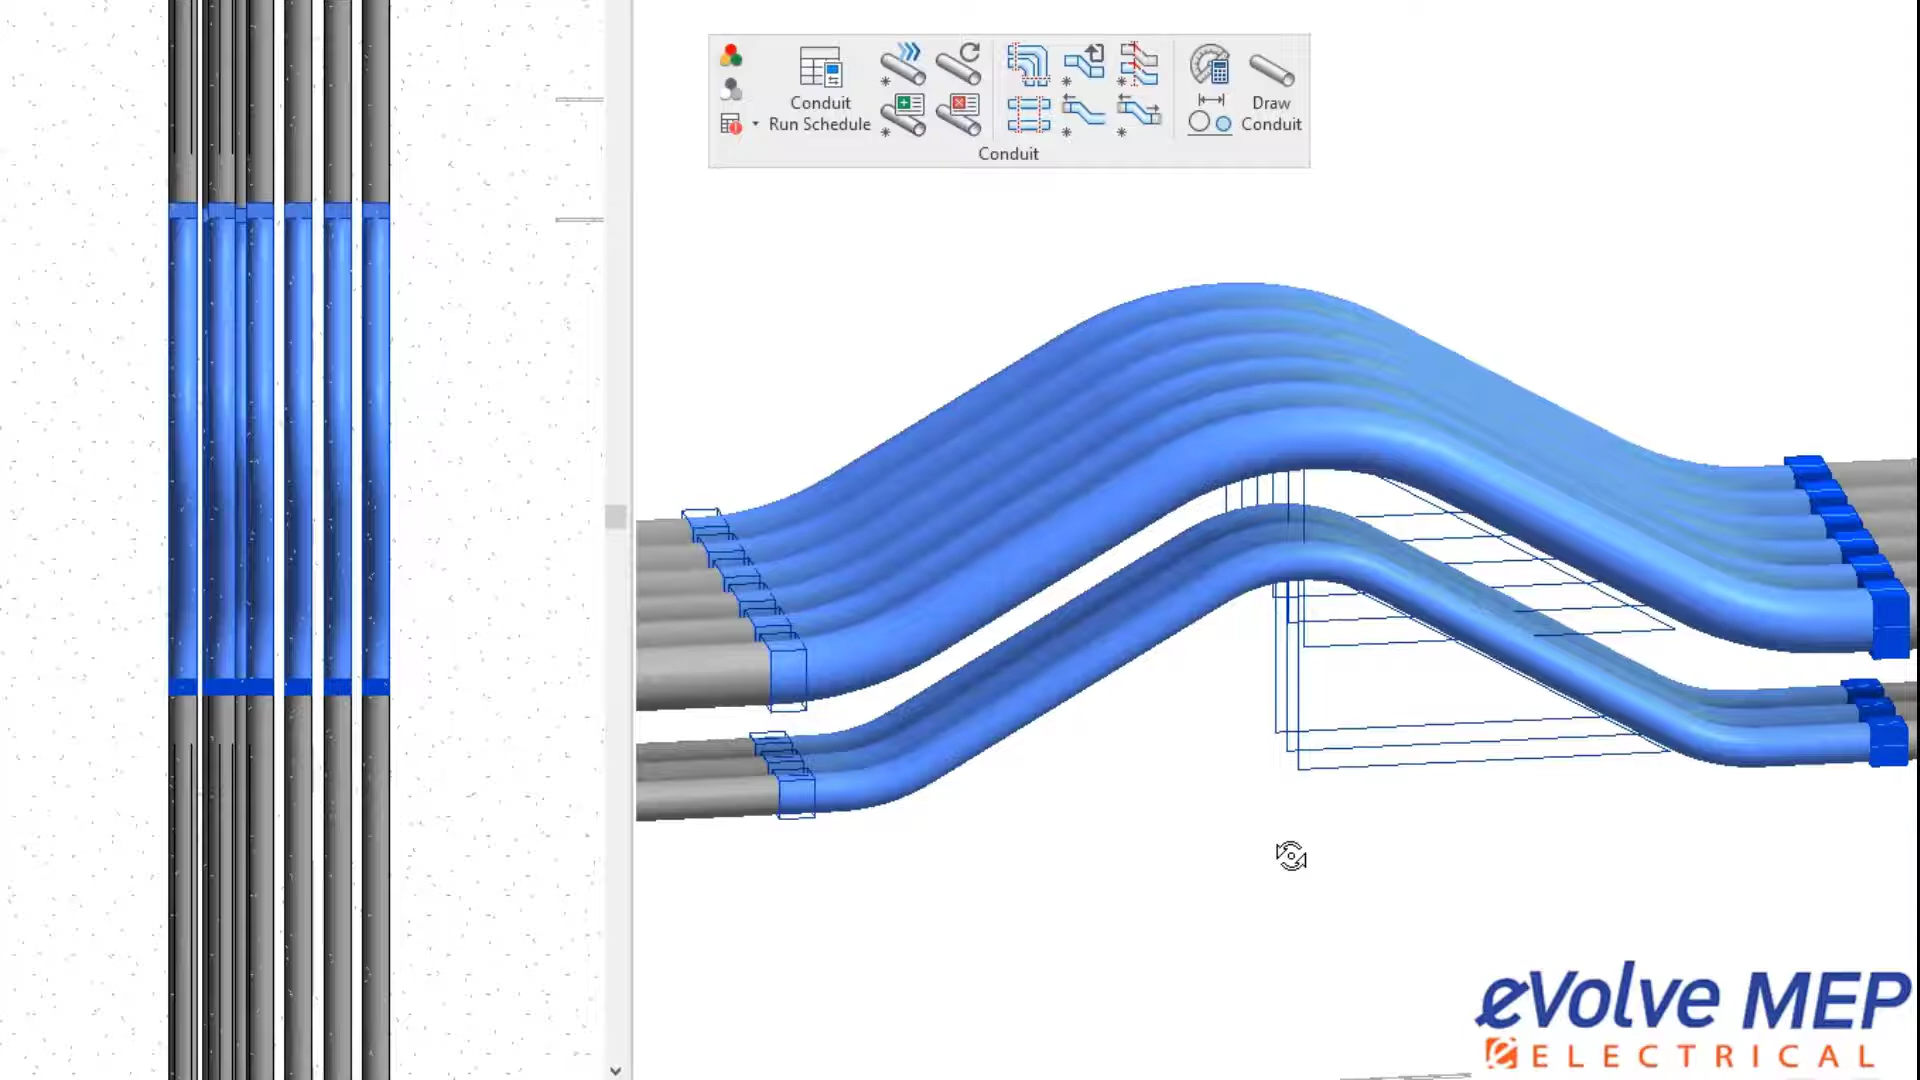 Conduit
Run Schedule
Draw
Conduit
Conduit
eVolve MEP
ELECTRICAL